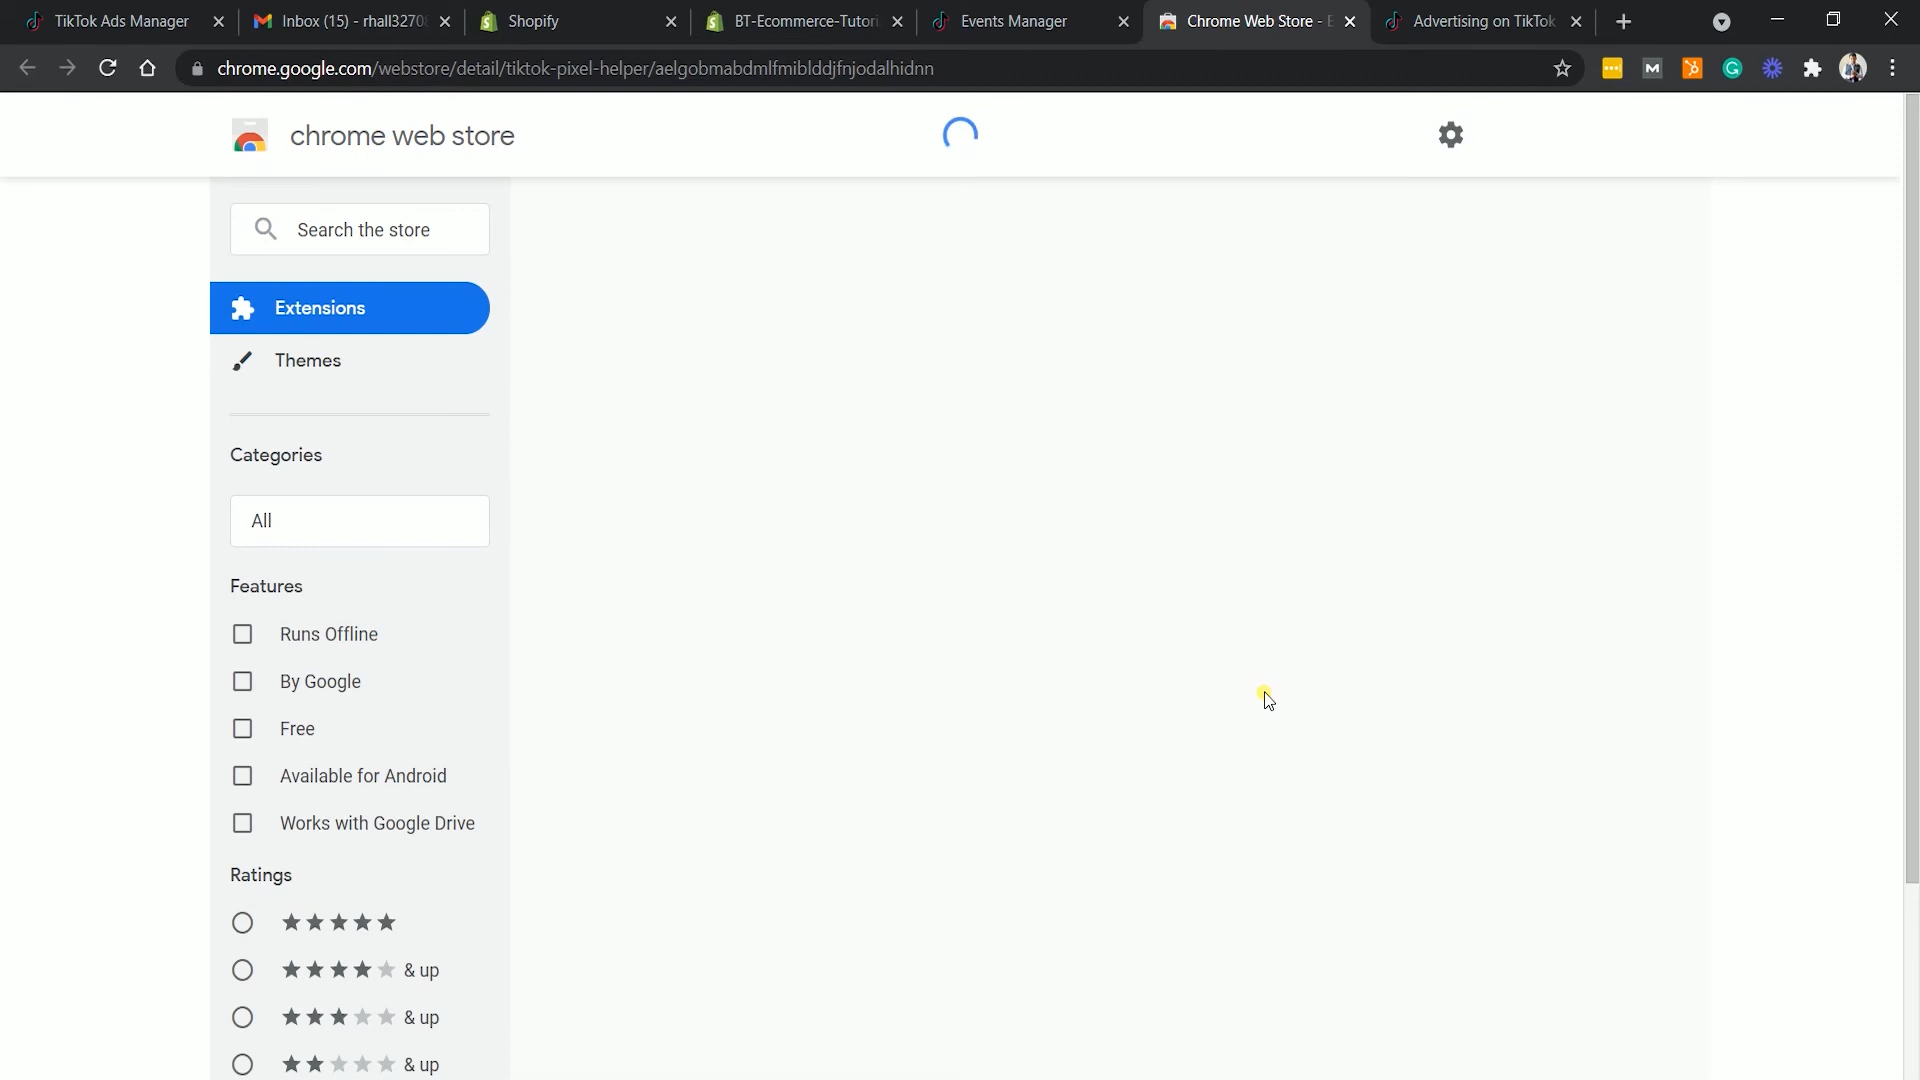 TikTok Ads Manager
Inbox (15) - rhall3270
Shopify
BT-Ecommerce-Tutori
Events Manager
Chrome Web Store - E
Advertising on TikTok
chrome.google.com/webstore/detail/tiktok-pixel-helper/aelgobmabdmlfmiblddjfnjodalhidnn
chrome web store
Search the store
Extensions
Themes
Categories
All
Features
Runs Offline
By Google
Free
Available for Android
Works with Google Drive
Ratings
& up
& up
& up